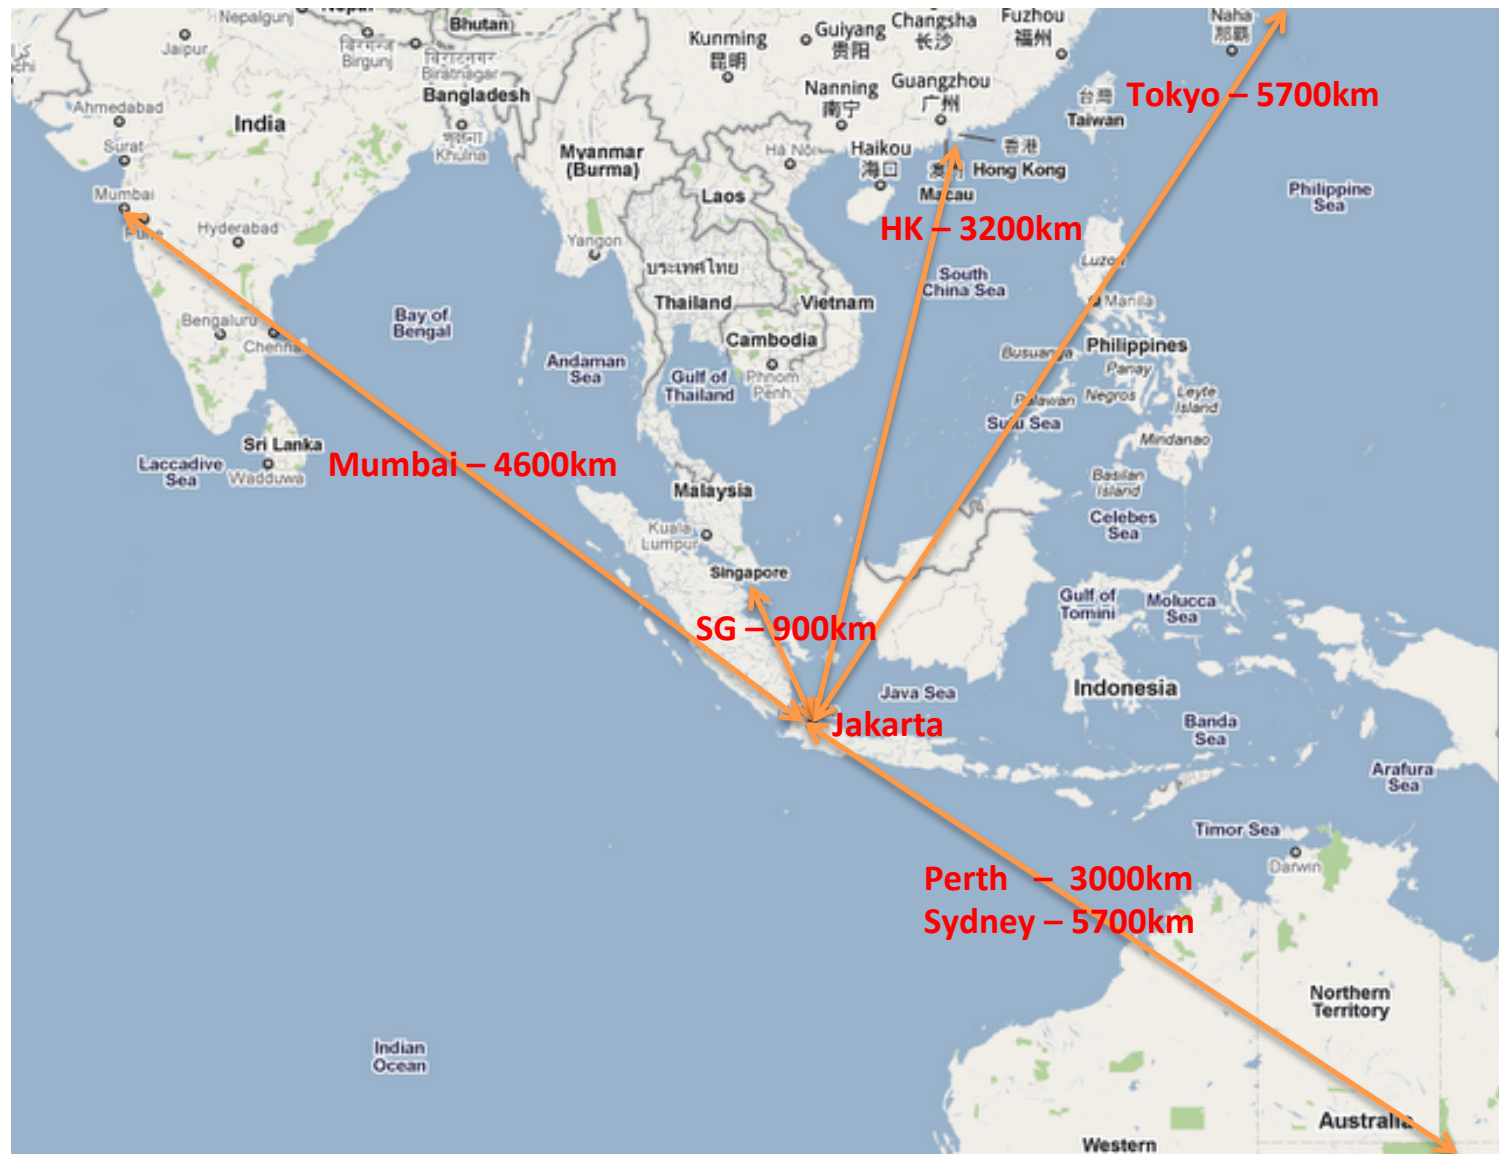 Nepalgunj
Nepal
Bhutan
Changsha
长沙
Fuzhou
福州
Naha
那覇
Jaipur
बिरगन्ज
Birgunj
बिराटनगर
Biratnagar
Kunming
昆明
Guiyang
贵阳
Ahmedabad
India
Bangladesh
Khulna
Nanning
南宁
Guangzhou
广州
台灣
Taiwan
Tokyo – 5700km
Surat
Myanmar
(Burma)
Ha Nôi
Haikou
海口
香港
Hong Kong
Macau
Mumbai
Laos
Philippine
Sea
Pune
Hyderabad
Yangon
HK – 3200km
ประเทศไทย
Luzon
South
China Sea
Thailand
Vietnam
Manila
Bengaluru
Chennai
Bay of
Bengal
Cambodia
Philippines
Andaman
Sea
Gulf of
Thailand
Phnom
Penh
Busuanga
Panay
Palawan
Negros
Leyte
Island
Sulu Sea
Mindanao
Sri Lanka
Laccadive
Sea
Wadduwa
Mumbai – 4600km
Malaysia
Basilan
Island
Kuala
Lumpur
Celebes
Sea
Singapore
Gulf of
Tomini
Molucca
Sea
SG – 900km
Java Sea
Indonesia
Jakarta
Banda
Sea
Arafura
Sea
Timor Sea
Darwin
Perth – 3000km
Sydney – 5700km
Northern
Territory
Indian
Ocean
Australia
Western